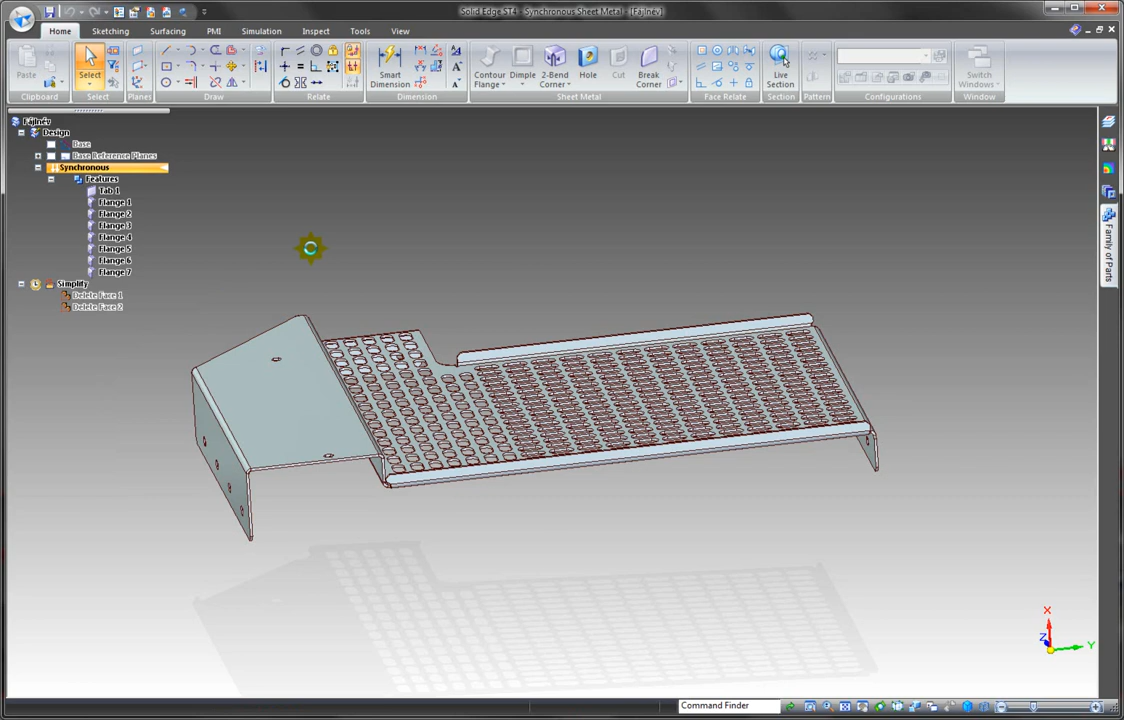 Solid Edge ST4 - Synchronous Sheet Metal - [Fájlnév]
Home Sketching Surfacing PMI Simulation Inspect Tools View
Paste
Clipboard
Select
Select
Planes
Draw
Relate
Smart Dimension
Dimension
Contour Flange
Dimple
2-Bend Corner
Hole
Cut
Break Corner
Sheet Metal
Face Relate
Live Section
Section
Pattern
Configurations
Switch Windows
Window
Fájlnév
Design
Base
Base Reference Planes
Synchronous
Features
Tab 1
Flange 1
Flange 2
Flange 3
Flange 4
Flange 5
Flange 6
Flange 7
Simplify
Delete Face 1
Delete Face 2
Family of Parts
X
Z
Y
Command Finder